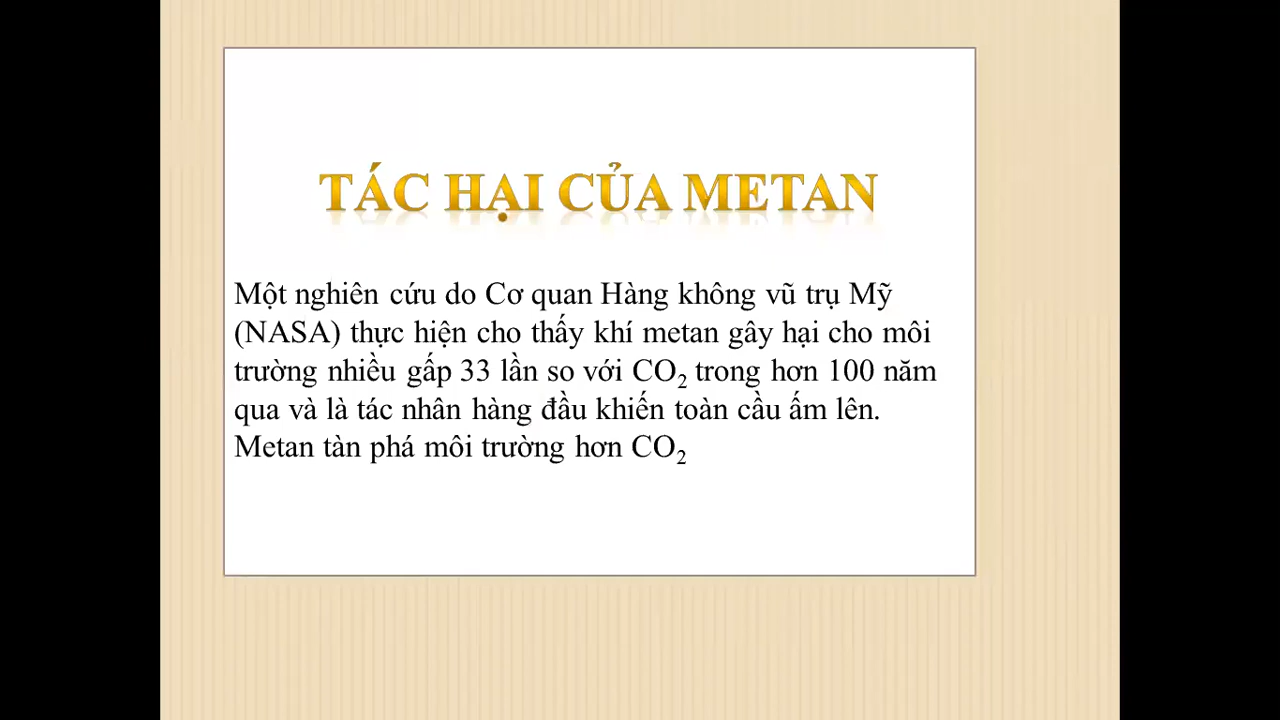 TÁC HẠI CỦA METAN
Một nghiên cứu do Cơ quan Hàng không vũ trụ Mỹ
(NASA) thực hiện cho thấy khí metan gây hại cho môi
trường nhiều gấp 33 lần so với CO₂ trong hơn 100 năm
qua và là tác nhân hàng đầu khiến toàn cầu ấm lên.
Metan tàn phá môi trường hơn CO₂